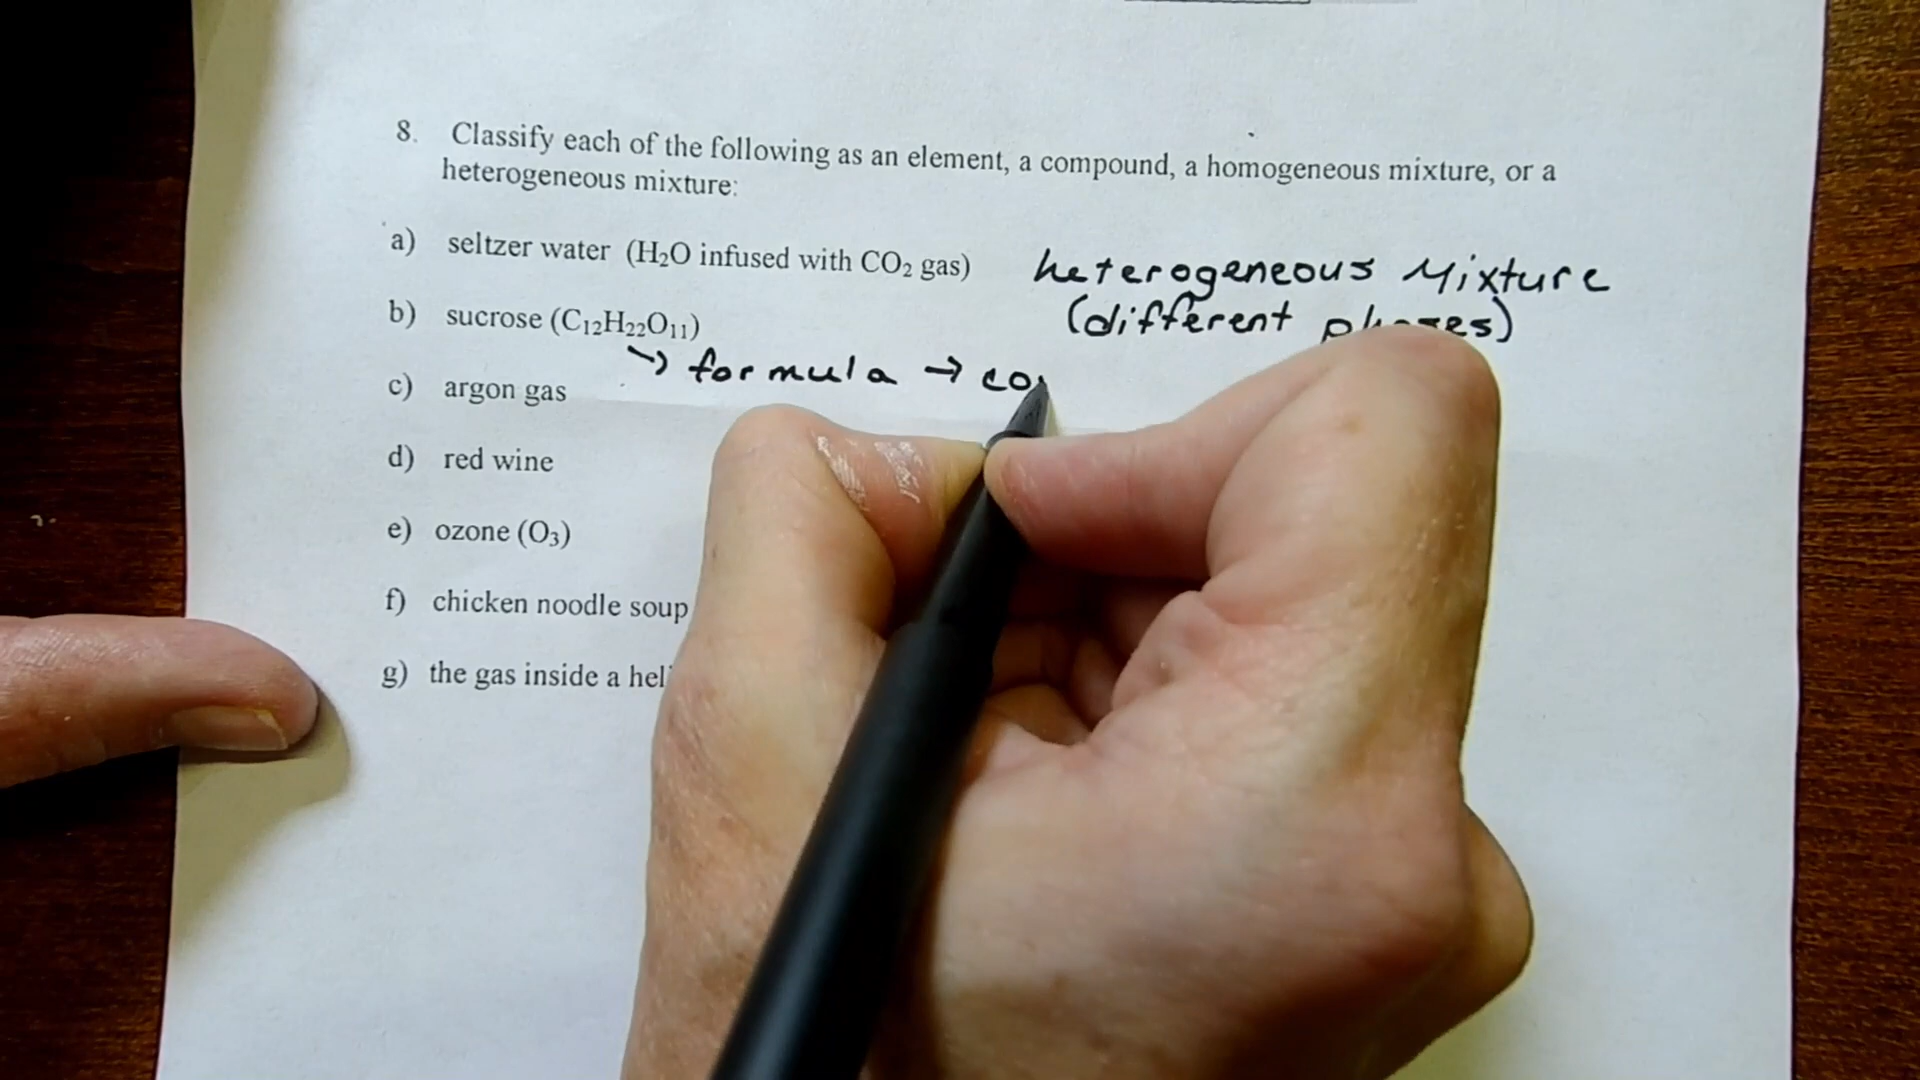 8. Classify each of the following as an element, a compound, a homogeneous mixture, or a
heterogeneous mixture:
a) seltzer water (H₂O infused with CO₂ gas) heterogeneous Mixture
(different phases)
b) sucrose (C₁₂H₂₂O₁₁)
→ formula → co
c) argon gas
d) red wine
e) ozone (O₃)
f) chicken noodle soup
g) the gas inside a